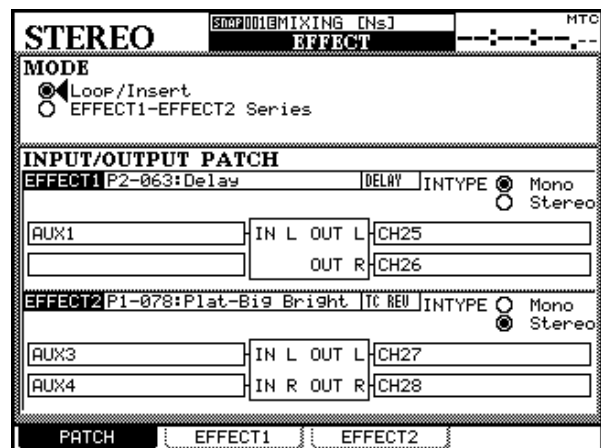 STEREO
SNAP001 MIXING [Ns]
EFFECT
MTC
--:--:--.--
MODE
Loop/Insert
EFFECT1-EFFECT2 Series
INPUT/OUTPUT PATCH
EFFECT1 P2-063:Delay DELAY INTYPE Mono
Stereo
AUX1 IN L OUT L CH25
OUT R CH26
EFFECT2 P1-078:Plat-Big Bright TC REV INTYPE Mono
Stereo
AUX3 IN L OUT L CH27
AUX4 IN R OUT R CH28
PATCH EFFECT1 EFFECT2